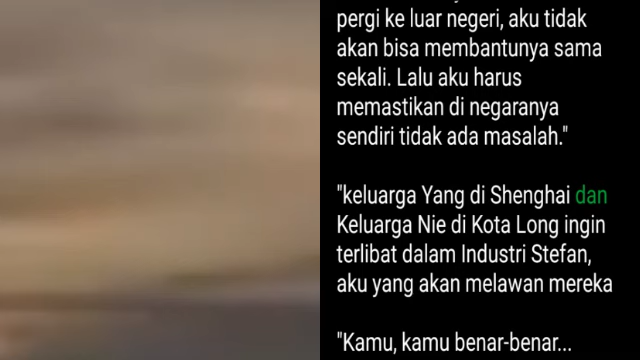 pergi ke luar negeri, aku tidak
akan bisa membantunya sama
sekali. Lalu aku harus
memastikan di negaranya
sendiri tidak ada masalah."
"keluarga Yang di Shenghai dan
Keluarga Nie di Kota Long ingin
terlibat dalam Industri Stefan,
aku yang akan melawan mereka
"Kamu, kamu benar-benar...